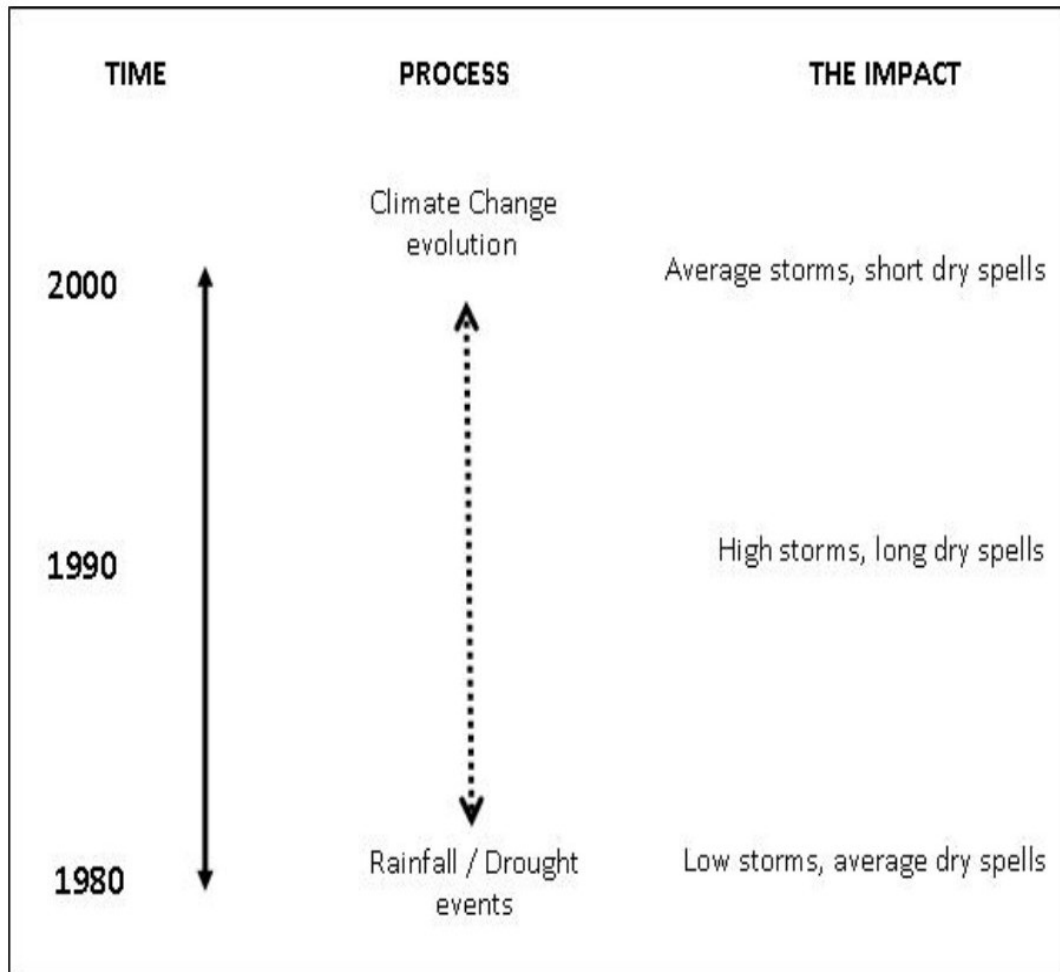 TIME PROCESS THE IMPACT
Climate Change
evolution
2000 Average storms, short dry spells
1990 High storms, long dry spells
1980 Rainfall / Drought Low storms, average dry spells
events